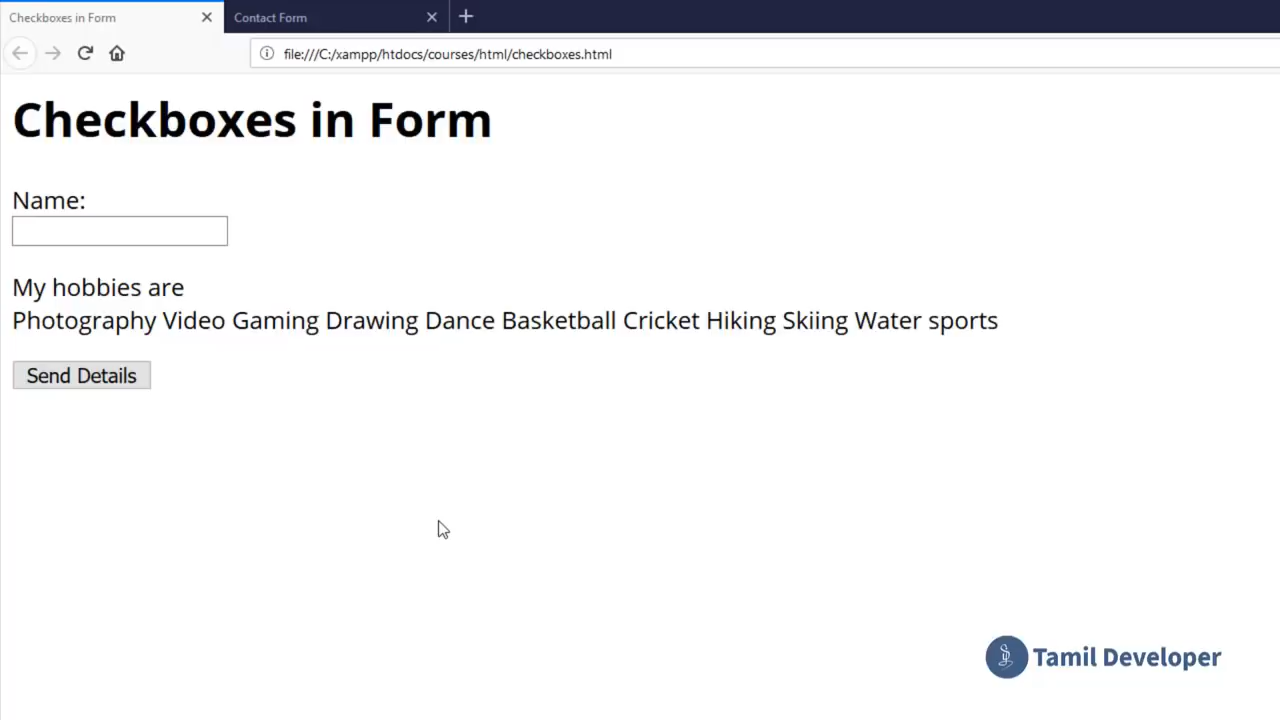 Checkboxes in Form
Contact Form
file:///C:/xampp/htdocs/courses/html/checkboxes.html
Checkboxes in Form
Name:
My hobbies are
Photography Video Gaming Drawing Dance Basketball Cricket Hiking Skiing Water sports
Send Details
Tamil Developer